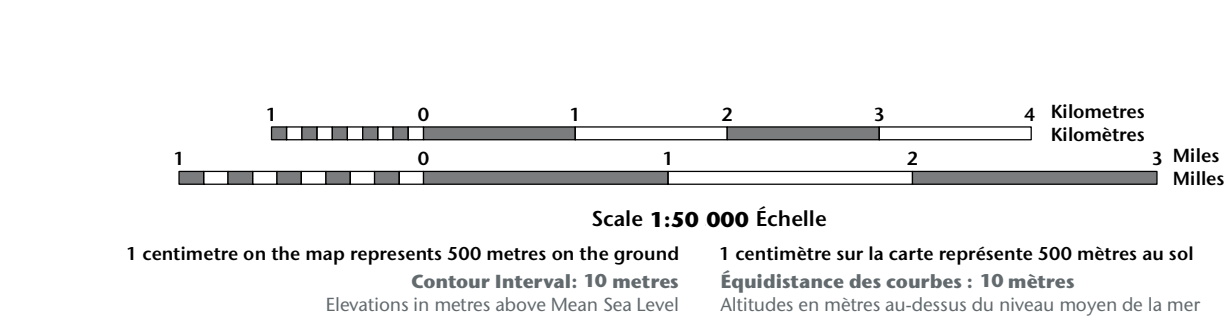 1 0 1 2 3 4 Kilometres
Kilomètres
1 0 1 2 3 Miles
Milles
Scale 1:50 000 Échelle
1 centimetre on the map represents 500 metres on the ground
Contour Interval: 10 metres
Elevations in metres above Mean Sea Level
1 centimètre sur la carte représente 500 mètres au sol
Équidistance des courbes : 10 mètres
Altitudes en mètres au-dessus du niveau moyen de la mer